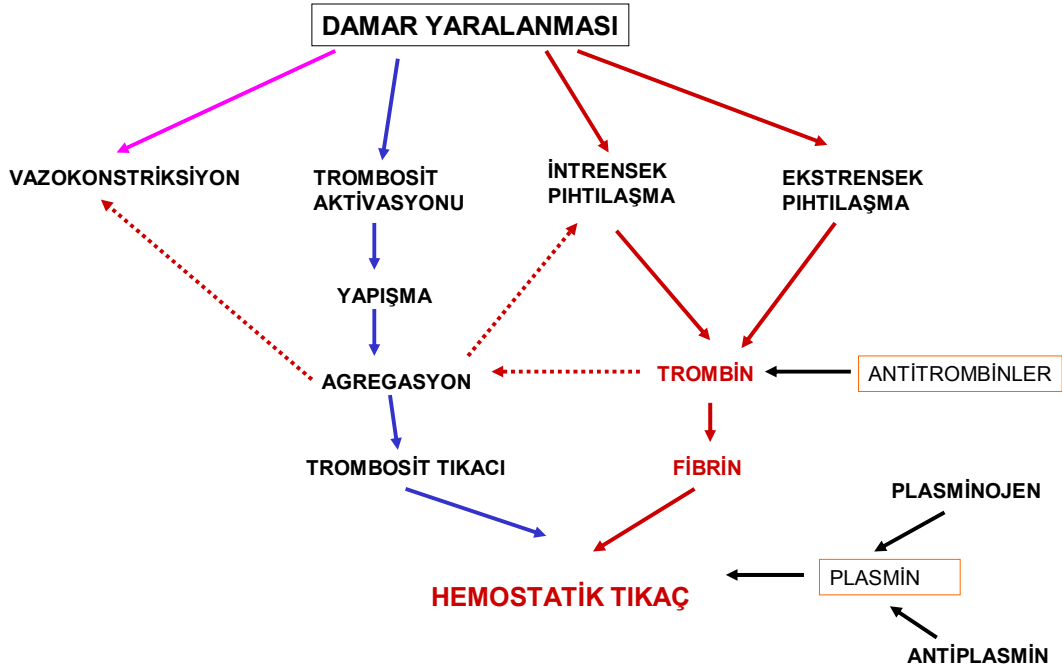 DAMAR YARALANMASI
VAZOKONSTRİKSİYON
TROMBOSİT
AKTİVASYONU
İNTRENSEK
PIHTILAŞMA
EKSTRENSEK
PIHTILAŞMA
YAPIŞMA
AGREGASYON
TROMBİN
ANTİTROMBİNLER
TROMBOSİT TIKACI
FİBRİN
PLASMİNOJEN
HEMOSTATİK TIKAÇ
PLASMİN
ANTİPLASMİN